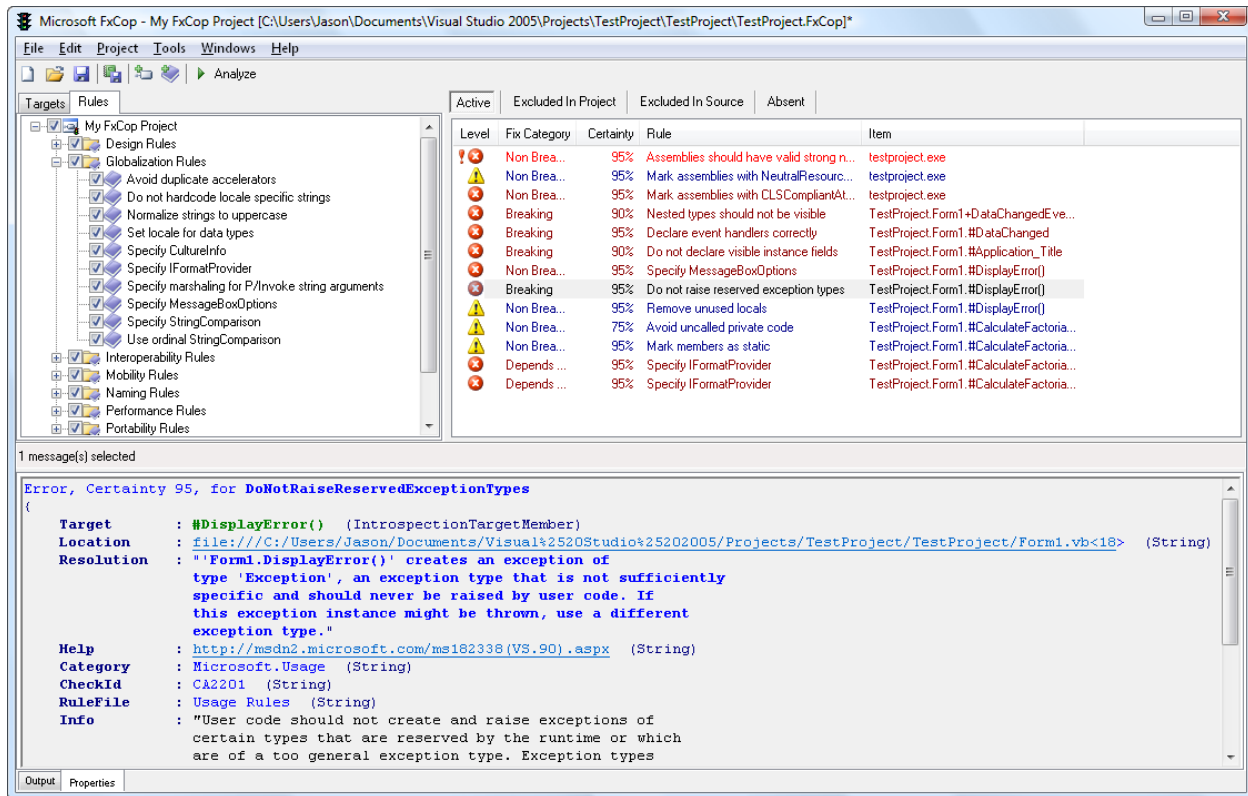 Microsoft FxCop - My FxCop Project [C:\Users\Jason\Documents\Visual Studio 2005\Projects\TestProject\TestProject\TestProject.FxCop]*
File Edit Project Tools Windows Help
Analyze
Targets Rules
My FxCop Project
Design Rules
Globalization Rules
Avoid duplicate accelerators
Do not hardcode locale specific strings
Normalize strings to uppercase
Set locale for data types
Specify CultureInfo
Specify IFormatProvider
Specify marshaling for P/Invoke string arguments
Specify MessageBoxOptions
Specify StringComparison
Use ordinal StringComparison
Interoperability Rules
Mobility Rules
Naming Rules
Performance Rules
Portability Rules
Active Excluded In Project Excluded In Source Absent
Level Fix Category Certainty Rule Item
Non Brea... 95% Assemblies should have valid strong n... testproject.exe
Non Brea... 95% Mark assemblies with NeutralResourc... testproject.exe
Non Brea... 95% Mark assemblies with CLSCompliantAt... testproject.exe
Breaking 90% Nested types should not be visible TestProject.Form1+DataChangedEve...
Breaking 95% Declare event handlers correctly TestProject.Form1.#DataChanged
Breaking 90% Do not declare visible instance fields TestProject.Form1.#Application_Title
Non Brea... 95% Specify MessageBoxOptions TestProject.Form1.#DisplayError()
Breaking 95% Do not raise reserved exception types TestProject.Form1.#DisplayError()
Non Brea... 95% Remove unused locals TestProject.Form1.#DisplayError()
Non Brea... 75% Avoid uncalled private code TestProject.Form1.#CalculateFactoria...
Non Brea... 95% Mark members as static TestProject.Form1.#CalculateFactoria...
Depends ... 95% Specify IFormatProvider TestProject.Form1.#CalculateFactoria...
Depends ... 95% Specify IFormatProvider TestProject.Form1.#CalculateFactoria...
1 message(s) selected
Error, Certainty 95, for DoNotRaiseReservedExceptionTypes
{
Target : #DisplayError() (IntrospectionTargetMember)
Location : file:///C:/Users/Jason/Documents/Visual%2520Studio%25202005/Projects/TestProject/TestProject/Form1.vb<18> (String)
Resolution : "'Form1.DisplayError()' creates an exception of
type 'Exception', an exception type that is not sufficiently
specific and should never be raised by user code. If
this exception instance might be thrown, use a different
exception type."
Help : http://msdn2.microsoft.com/ms182338(VS.90).aspx (String)
Category : Microsoft.Usage (String)
CheckId : CA2201 (String)
RuleFile : Usage Rules (String)
Info : "User code should not create and raise exceptions of
certain types that are reserved by the runtime or which
are of a too general exception type. Exception types
Output Properties